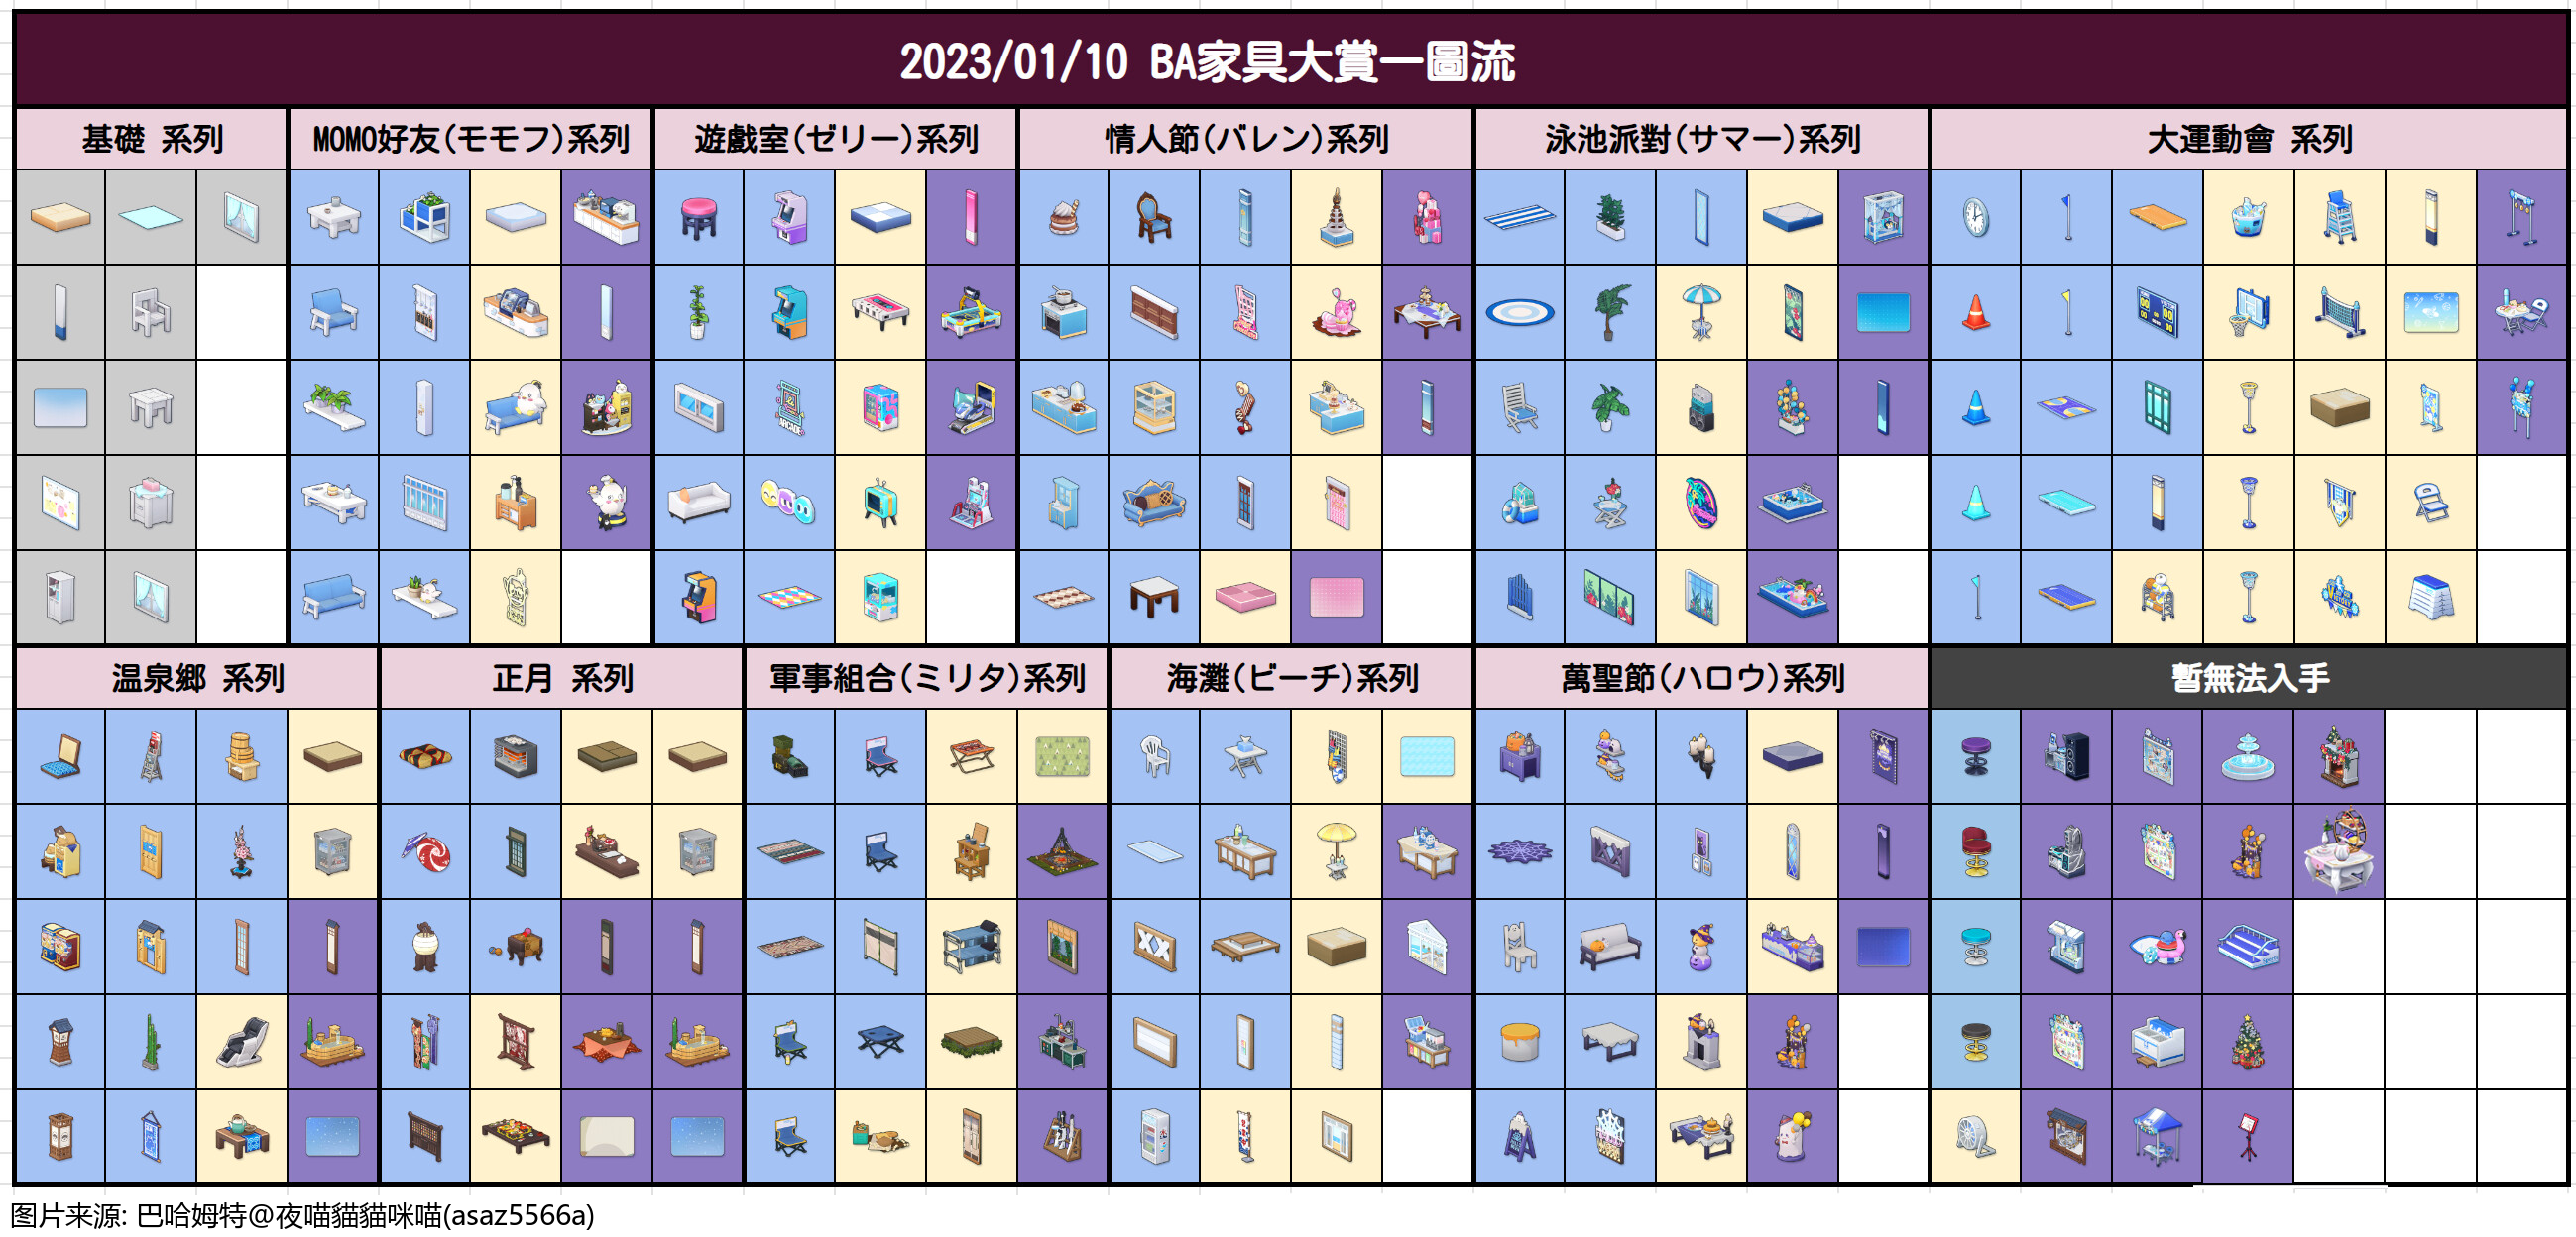 2023/01/10 BA家具大賞一圖流
基礎 系列
MOMO好友(モモフ)系列
遊戲室(ゼリー)系列
情人節(バレン)系列
泳池派對(サマー)系列
大運動會 系列
温泉郷 系列
正月 系列
軍事組合(ミリタ)系列
海灘(ビーチ)系列
萬聖節(ハロウ)系列
暫無法入手
图片来源: 巴哈姆特@夜喵貓貓咪喵(asaz5566a)